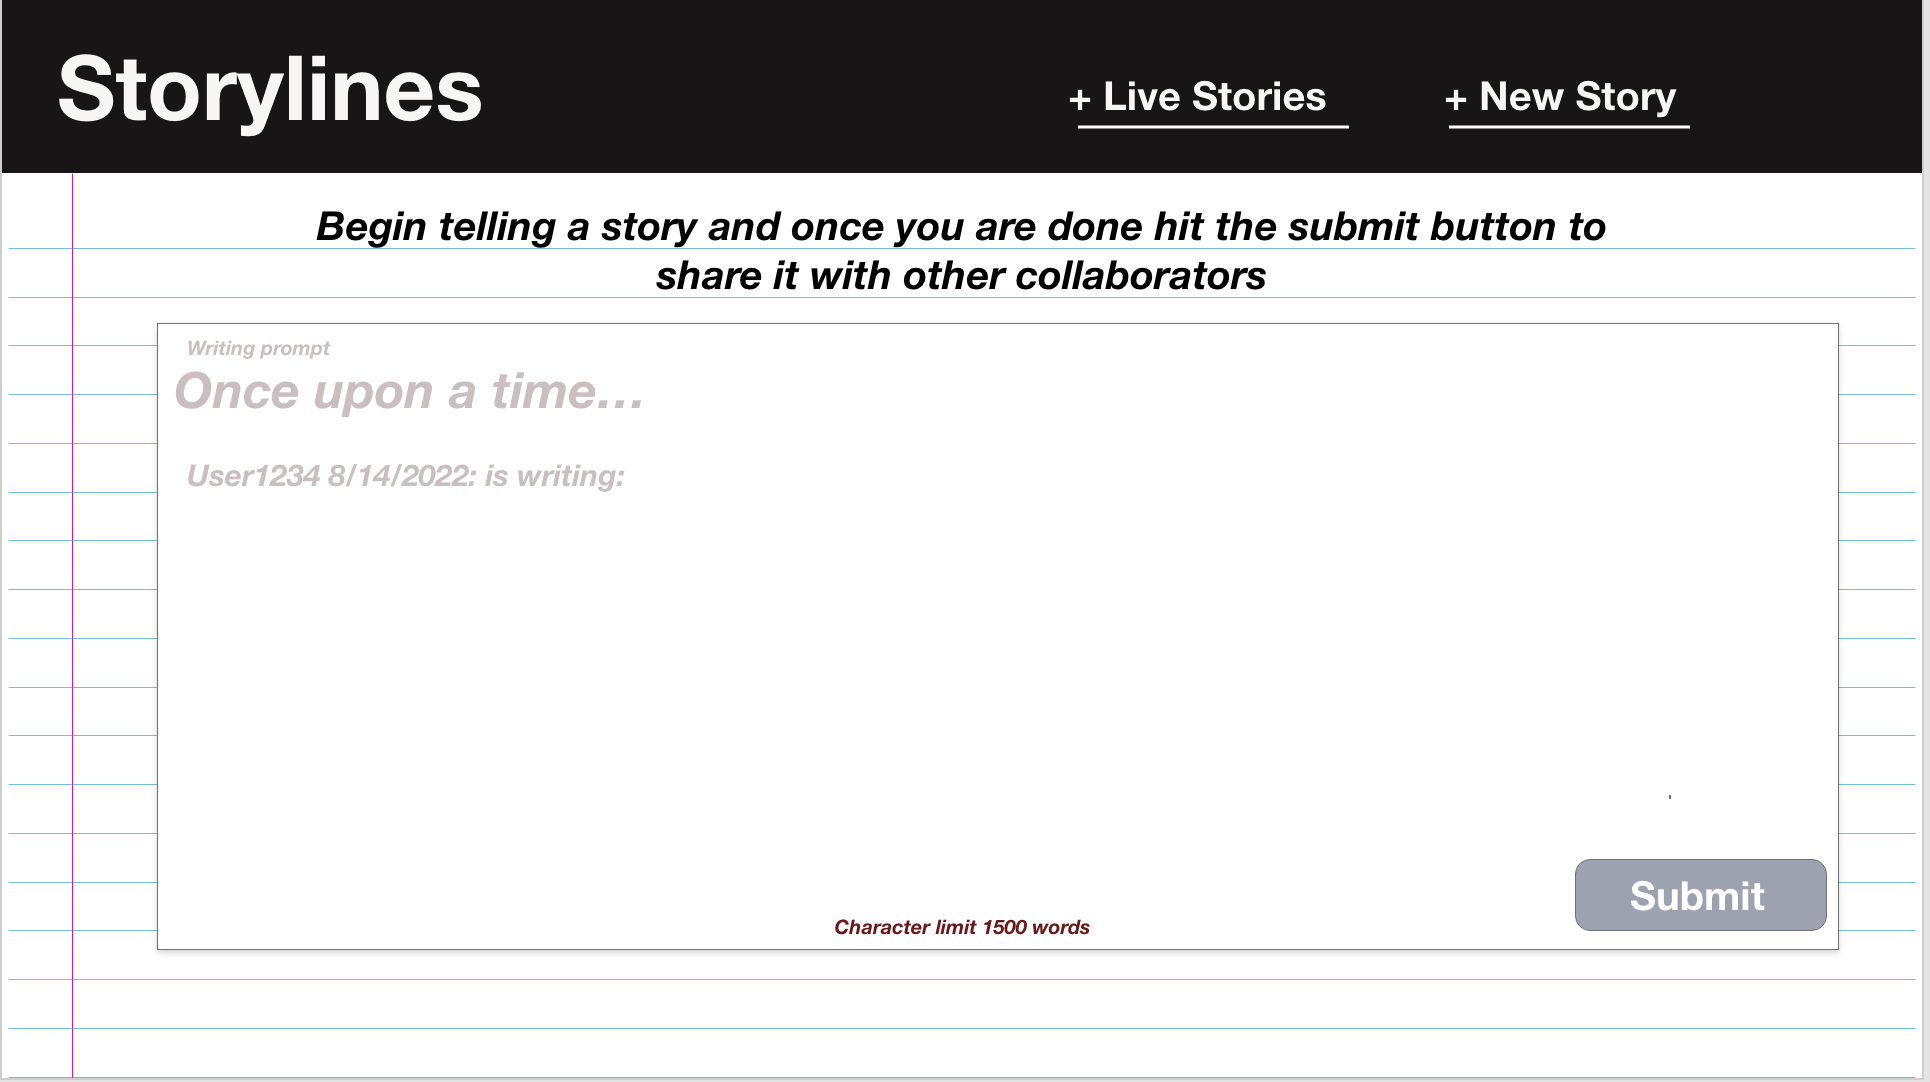 Storylines
+ Live Stories
+ New Story
Begin telling a story and once you are done hit the submit button to
share it with other collaborators
Writing prompt
Once upon a time...
User1234 8/14/2022: is writing:
Submit
Character limit 1500 words